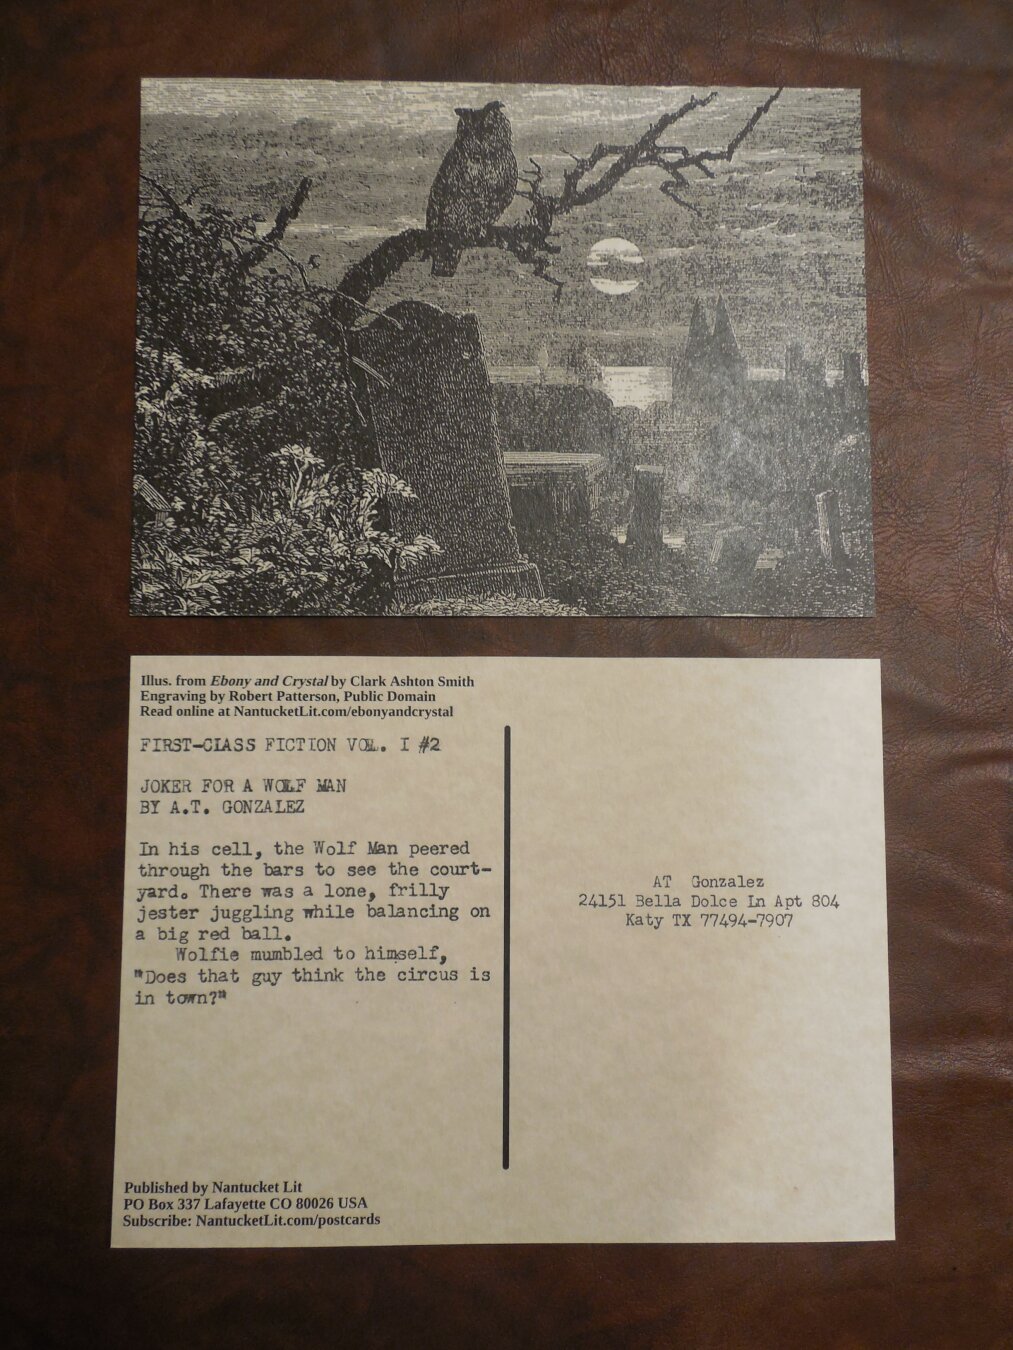 Illus. from Ebony and Crystal by Clark Ashton Smith
Engraving by Robert Patterson, Public Domain
Read online at NantucketLit.com/ebonyandcrystal
FIRST-CLASS FICTION VOL. I #2
JOKER FOR A WOLF MAN
BY A.T. GONZALEZ
In his cell, the Wolf Man peered
through the bars to see the court-
yard. There was a lone, frilly
jester juggling while balancing on
a big red ball.
Wolfie mumbled to himself,
"Does that guy think the circus is
in town?"
Published by Nantucket Lit
PO Box 337 Lafayette CO 80026 USA
Subscribe: NantucketLit.com/postcards
AT Gonzalez
24151 Bella Dolce Ln Apt 804
Katy TX 77494-7907